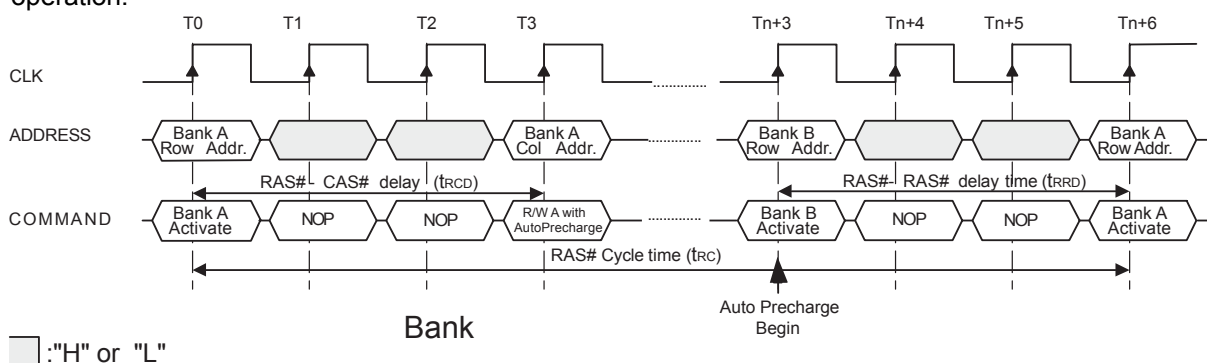 operation.
T0 T1 T2 T3 Tn+3 Tn+4 Tn+5 Tn+6
CLK
ADDRESS Bank A Row Addr. Bank A Col Addr. Bank B Row Addr. Bank A Row Addr.
RAS# - CAS# delay (tRCD) RAS# - RAS# delay time (tRRD)
COMMAND Bank A Activate NOP NOP R/W A with AutoPrecharge Bank B Activate NOP NOP Bank A Activate
RAS# Cycle time (tRC)
Auto Precharge
Begin
Bank
:"H" or "L"